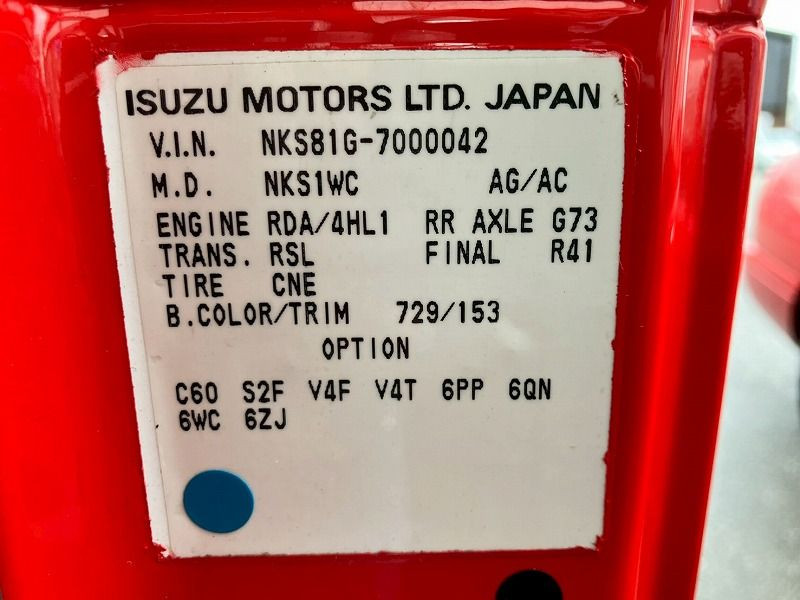 ISUZU MOTORS LTD. JAPAN
V.I.N. NKS81G-7000042
M.D. NKS1WC AG/AC
ENGINE RDA/4HL1 RR AXLE G73
TRANS. RSL FINAL R41
TIRE CNE
B.COLOR/TRIM 729/153
OPTION
C60 S2F V4F V4T 6PP 6QN
6WC 6ZJ